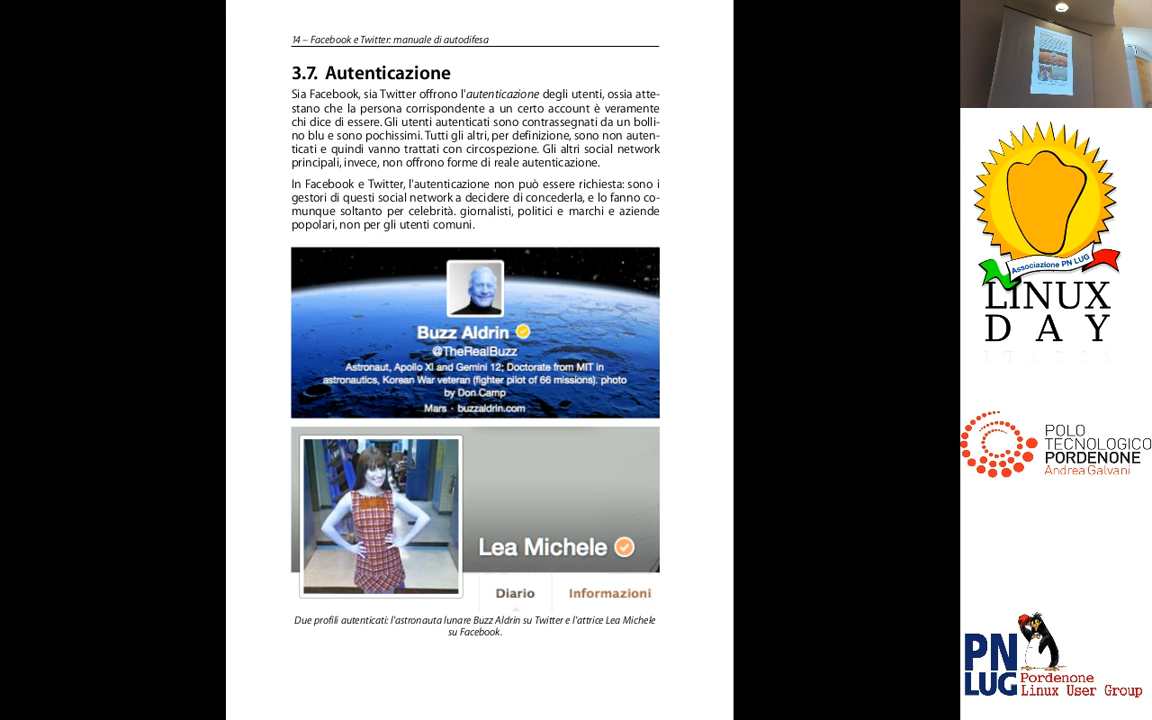 14 – Facebook e Twitter: manuale di autodifesa
3.7. Autenticazione
Sia Facebook, sia Twitter offrono l'autenticazione degli utenti, ossia atte-
stano che la persona corrispondente a un certo account è veramente
chi dice di essere. Gli utenti autenticati sono contrassegnati da un bolli-
no blu e sono pochissimi. Tutti gli altri, per definizione, sono non auten-
ticati e quindi vanno trattati con circospezione. Gli altri social network
principali, invece, non offrono forme di reale autenticazione.
In Facebook e Twitter, l'autenticazione non può essere richiesta: sono i
gestori di questi social network a decidere di concederla, e lo fanno co-
munque soltanto per celebrità. giornalisti, politici e marchi e aziende
popolari, non per gli utenti comuni.
Buzz Aldrin
@TheRealBuzz
Astronaut, Apollo XI and Gemini 12; Doctorate from MIT in
astronautics, Korean War veteran (fighter pilot of 66 missions). photo
by Don Camp
Mars · buzzaldrin.com
Lea Michele
Diario Informazioni
Due profili autenticati: l'astronauta lunare Buzz Aldrin su Twitter e l'attrice Lea Michele
su Facebook.
Associazione PN LUG
LINUX
DAY
ITALIA
POLO
TECNOLOGICO
PORDENONE
Andrea Galvani
PN
LUG
Pordenone
Linux User Group